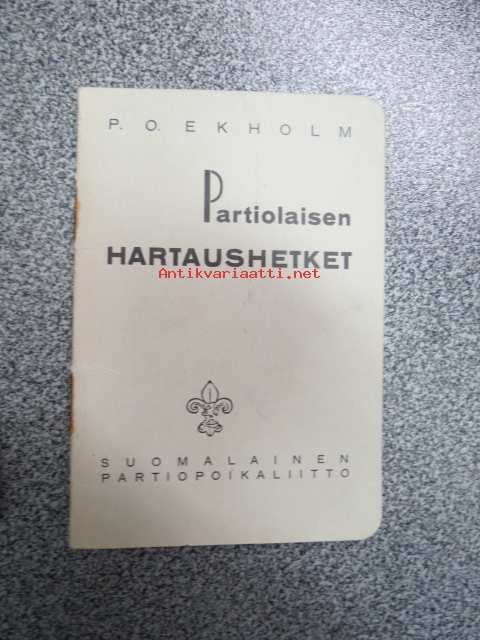 P. O. EKHOLM
Partiolaisen
HARTAUSHETKET
Antikvariaatti.net
SUOMALAINEN
PARTIOPOIKALIITTO